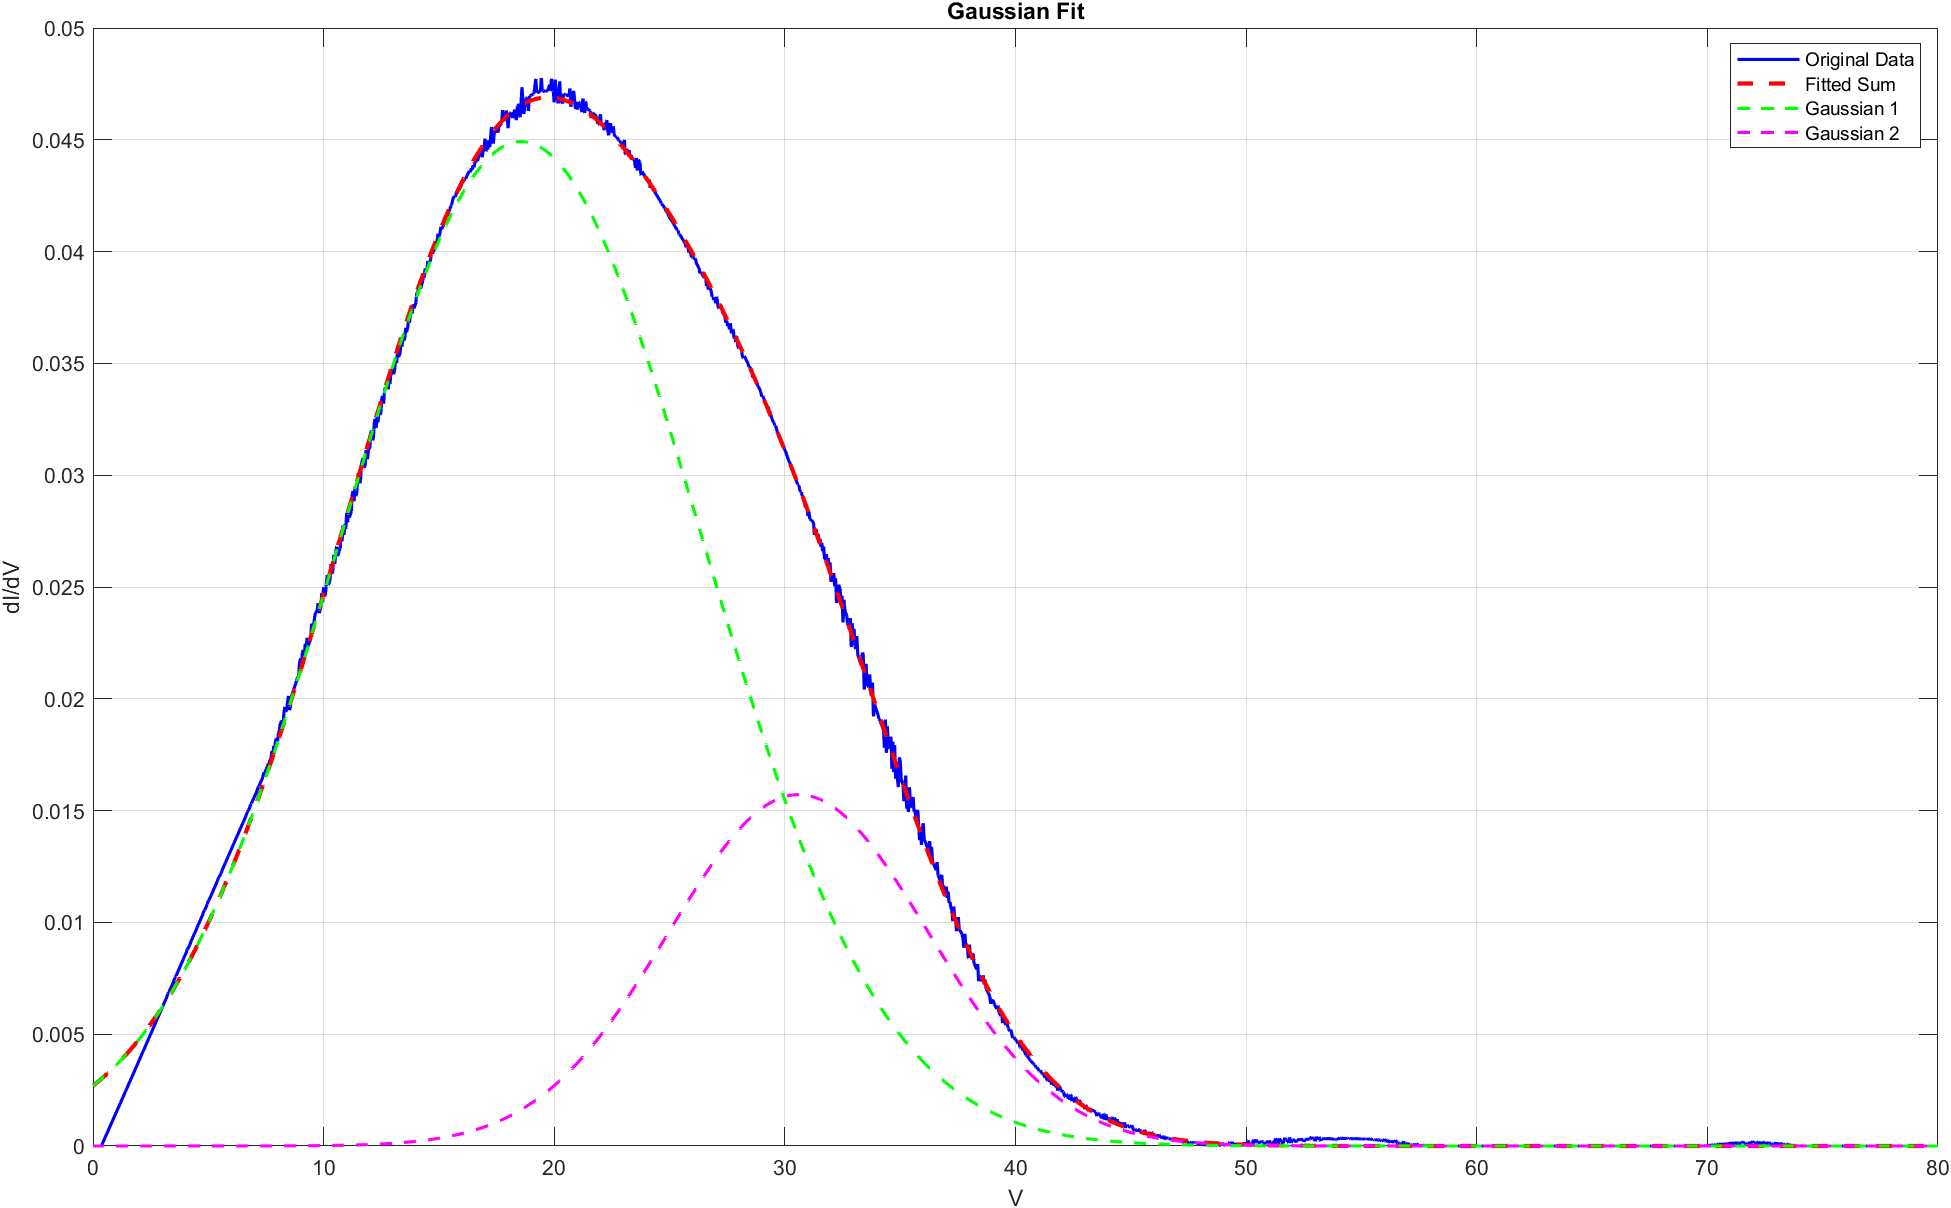 Gaussian Fit
0.05
0.045
0.04
0.035
0.03
0.025
0.02
0.015
0.01
0.005
0
dI/dV
Original Data
Fitted Sum
Gaussian 1
Gaussian 2
0 10 20 30 40 50 60 70 80
V